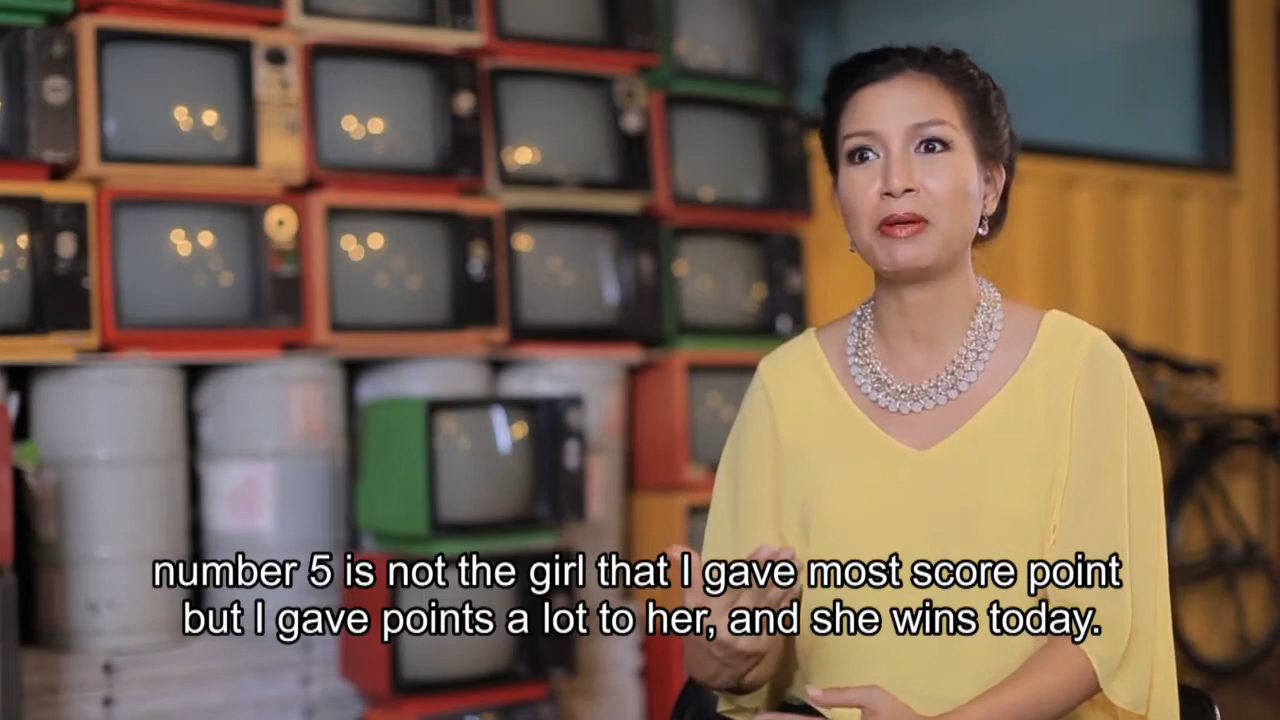 number 5 is not the girl that I gave most score point
but I gave points a lot to her, and she wins today.